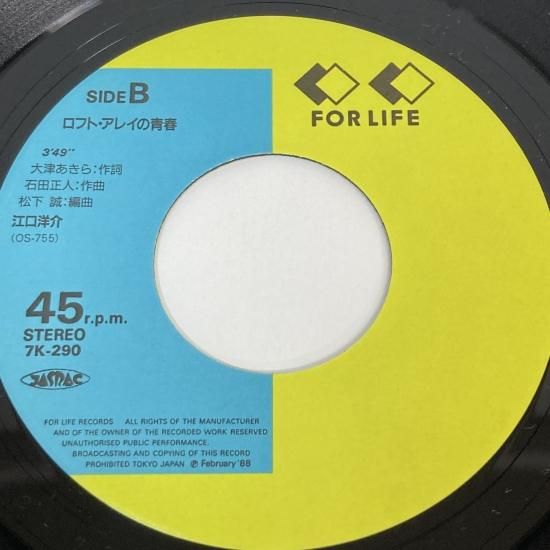 SIDE B
ロフト・アレイの青春
3'49"
大津あきら:作詞
石田正人:作曲
松下 誠:編曲
江口洋介
(OS-755)
45r.p.m.
STEREO
7K-290
JASRAC
FOR LIFE
FOR LIFE RECORDS ALL RIGHTS OF THE MANUFACTURER
AND OF THE OWNER OF THE RECORDED WORK RESERVED
UNAUTHORISED PUBLIC PERFORMANCE.
BROADCASTING AND COPYING OF THIS RECORD
PROHIBITED TOKYO JAPAN Ⓟ February'88